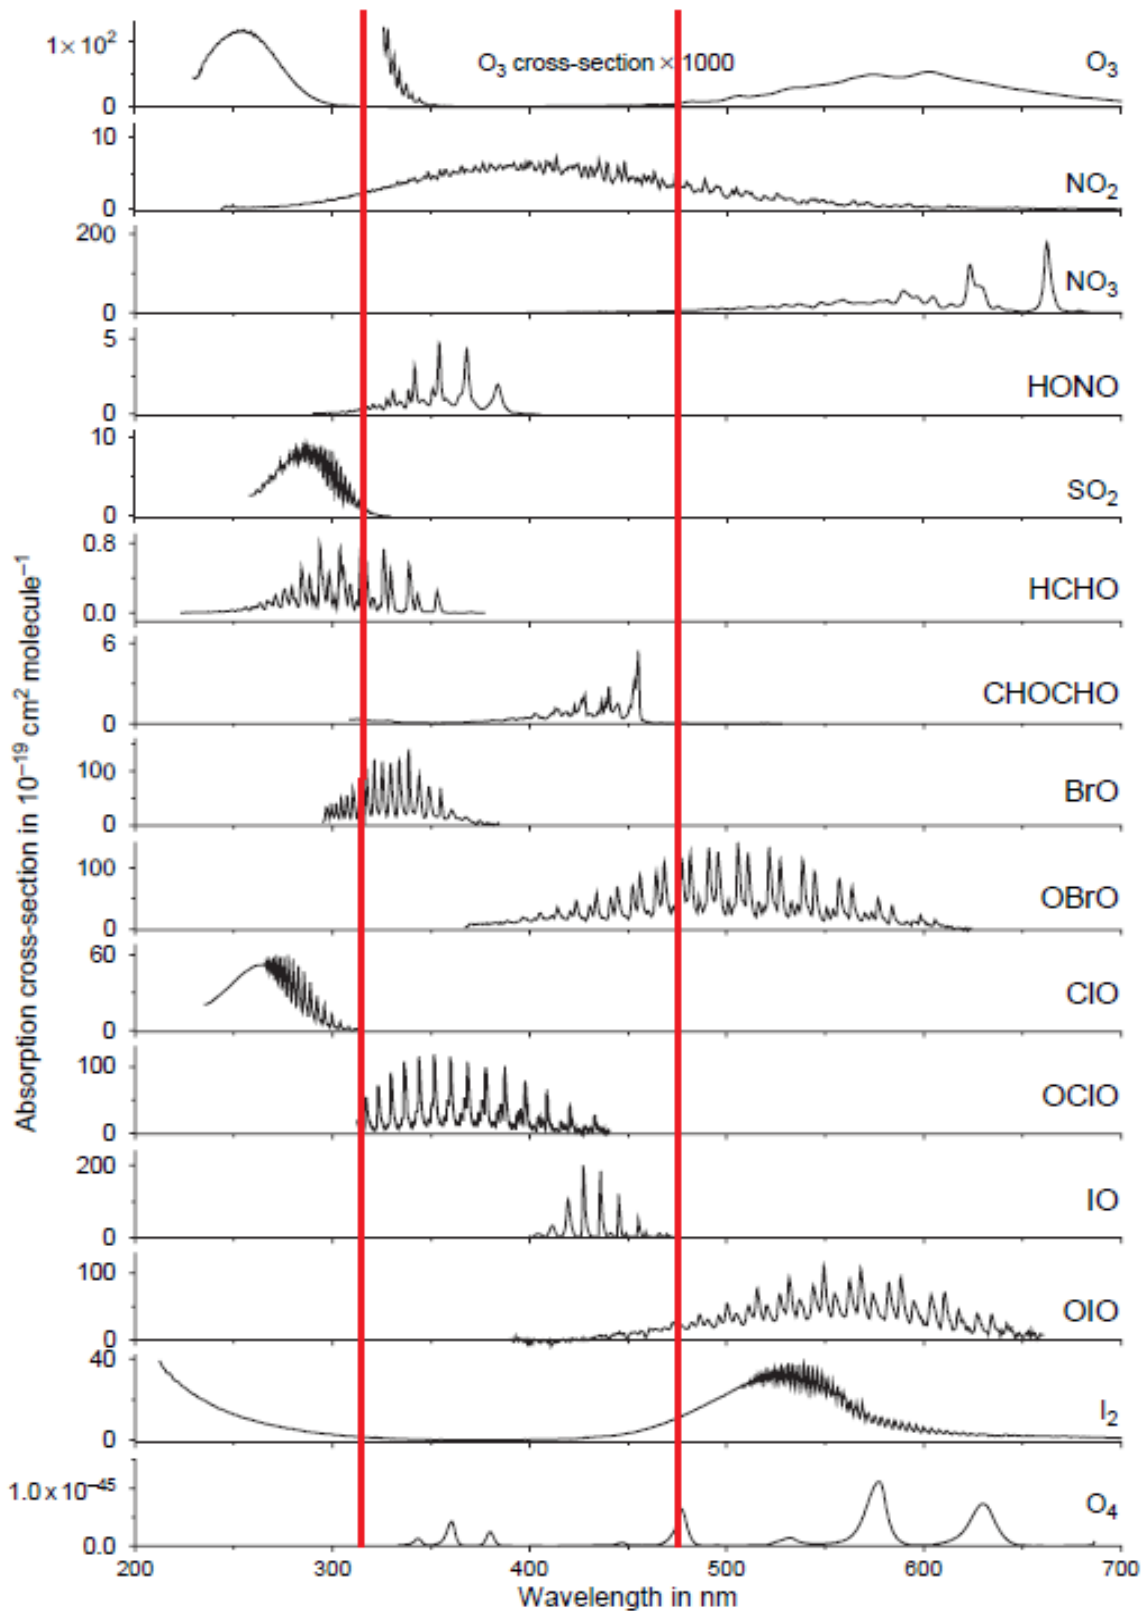 1× 10²
0
O₃ cross-section × 1000
O₃
10
5
0
NO₂
200
0
NO₃
5
0
HONO
10
5
0
SO₂
0.8
0.0
HCHO
6
0
CHOCHO
100
0
BrO
100
0
OBrO
60
0
ClO
100
0
OClO
200
0
IO
100
0
OIO
40
0
I₂
1.0 x 10⁻⁴⁵
0.0
O₄
Absorption cross-section in 10⁻¹⁹ cm² molecule⁻¹
200 300 400 500 600 700
Wavelength in nm